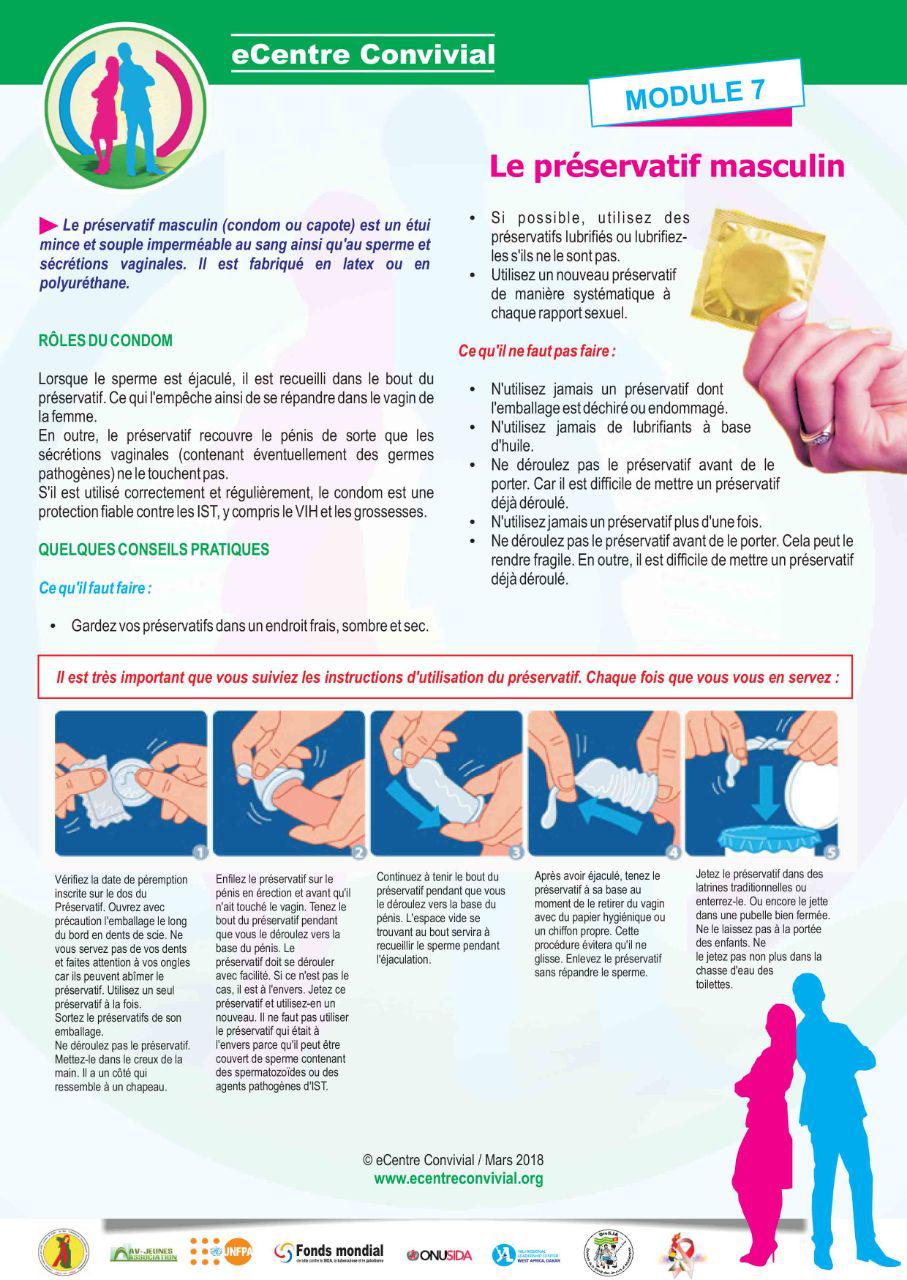 eCentre Convivial
MODULE 7
Le préservatif masculin
Le préservatif masculin (condom ou capote) est un étui
mince et souple imperméable au sang ainsi qu'au sperme et
sécrétions vaginales. Il est fabriqué en latex ou en
polyuréthane.
RÔLES DU CONDOM
Lorsque le sperme est éjaculé, il est recueilli dans le bout du
préservatif. Ce qui l'empêche ainsi de se répandre dans le vagin de
la femme.
En outre, le préservatif recouvre le pénis de sorte que les
sécrétions vaginales (contenant éventuellement des germes
pathogènes) ne le touchent pas.
S'il est utilisé correctement et régulièrement, le condom est une
protection fiable contre les IST, y compris le VIH et les grossesses.
QUELQUES CONSEILS PRATIQUES
Ce qu'il faut faire :
• Gardez vos préservatifs dans un endroit frais, sombre et sec.
• Si possible, utilisez des
préservatifs lubrifiés ou lubrifiez-
les s'ils ne le sont pas.
• Utilisez un nouveau préservatif
de manière systématique à
chaque rapport sexuel.
Ce qu'il ne faut pas faire :
• N'utilisez jamais un préservatif dont
l'emballage est déchiré ou endommagé.
• N'utilisez jamais de lubrifiants à base
d'huile.
• Ne déroulez pas le préservatif avant de le
porter. Car il est difficile de mettre un préservatif
déjà déroulé.
• N'utilisez jamais un préservatif plus d'une fois.
• Ne déroulez pas le préservatif avant de le porter. Cela peut le
rendre fragile. En outre, il est difficile de mettre un préservatif
déjà déroulé.
Il est très important que vous suiviez les instructions d'utilisation du préservatif. Chaque fois que vous vous en servez :
1
2
3
4
5
Vérifiez la date de péremption
inscrite sur le dos du
Préservatif. Ouvrez avec
précaution l'emballage le long
du bord en dents de scie. Ne
vous servez pas de vos dents
et faites attention à vos ongles
car ils peuvent abîmer le
préservatif. Utilisez un seul
préservatif à la fois.
Sortez le préservatifs de son
emballage.
Ne déroulez pas le préservatif.
Mettez-le dans le creux de la
main. Il a un côté qui
ressemble à un chapeau.
Enfilez le préservatif sur le
pénis en érection et avant qu'il
n'ait touché le vagin. Tenez le
bout du préservatif pendant
que vous le déroulez vers la
base du pénis. Le
préservatif doit se dérouler
avec facilité. Si ce n'est pas le
cas, il est à l'envers. Jetez ce
préservatif et utilisez-en un
nouveau. Il ne faut pas utiliser
le préservatif qui était à
l'envers parce qu'il peut être
couvert de sperme contenant
des spermatozoïdes ou des
agents pathogènes d'IST.
Continuez à tenir le bout du
préservatif pendant que vous
le déroulez vers la base du
pénis. L'espace vide se
trouvant au bout servira à
recueillir le sperme pendant
l'éjaculation.
Après avoir éjaculé, tenez le
préservatif à sa base au
moment de le retirer du vagin
avec du papier hygiénique ou
un chiffon propre. Cette
procédure évitera qu'il ne
glisse. Enlevez le préservatif
sans répandre le sperme.
Jetez le préservatif dans des
latrines traditionnelles ou
enterrez-le. Ou encore le jette
dans une pubelle bien fermée.
Ne le laissez pas à la portée
des enfants. Ne
le jetez pas non plus dans la
chasse d'eau des
toilettes.
© eCentre Convivial / Mars 2018
www.ecentreconvivial.org
AV-JEUNES
ASSOCIATION
UNFPA
Fonds mondial
ONUSIDA
YALI REGIONAL
LEADERSHIP CENTER
WEST AFRICA, DAKAR